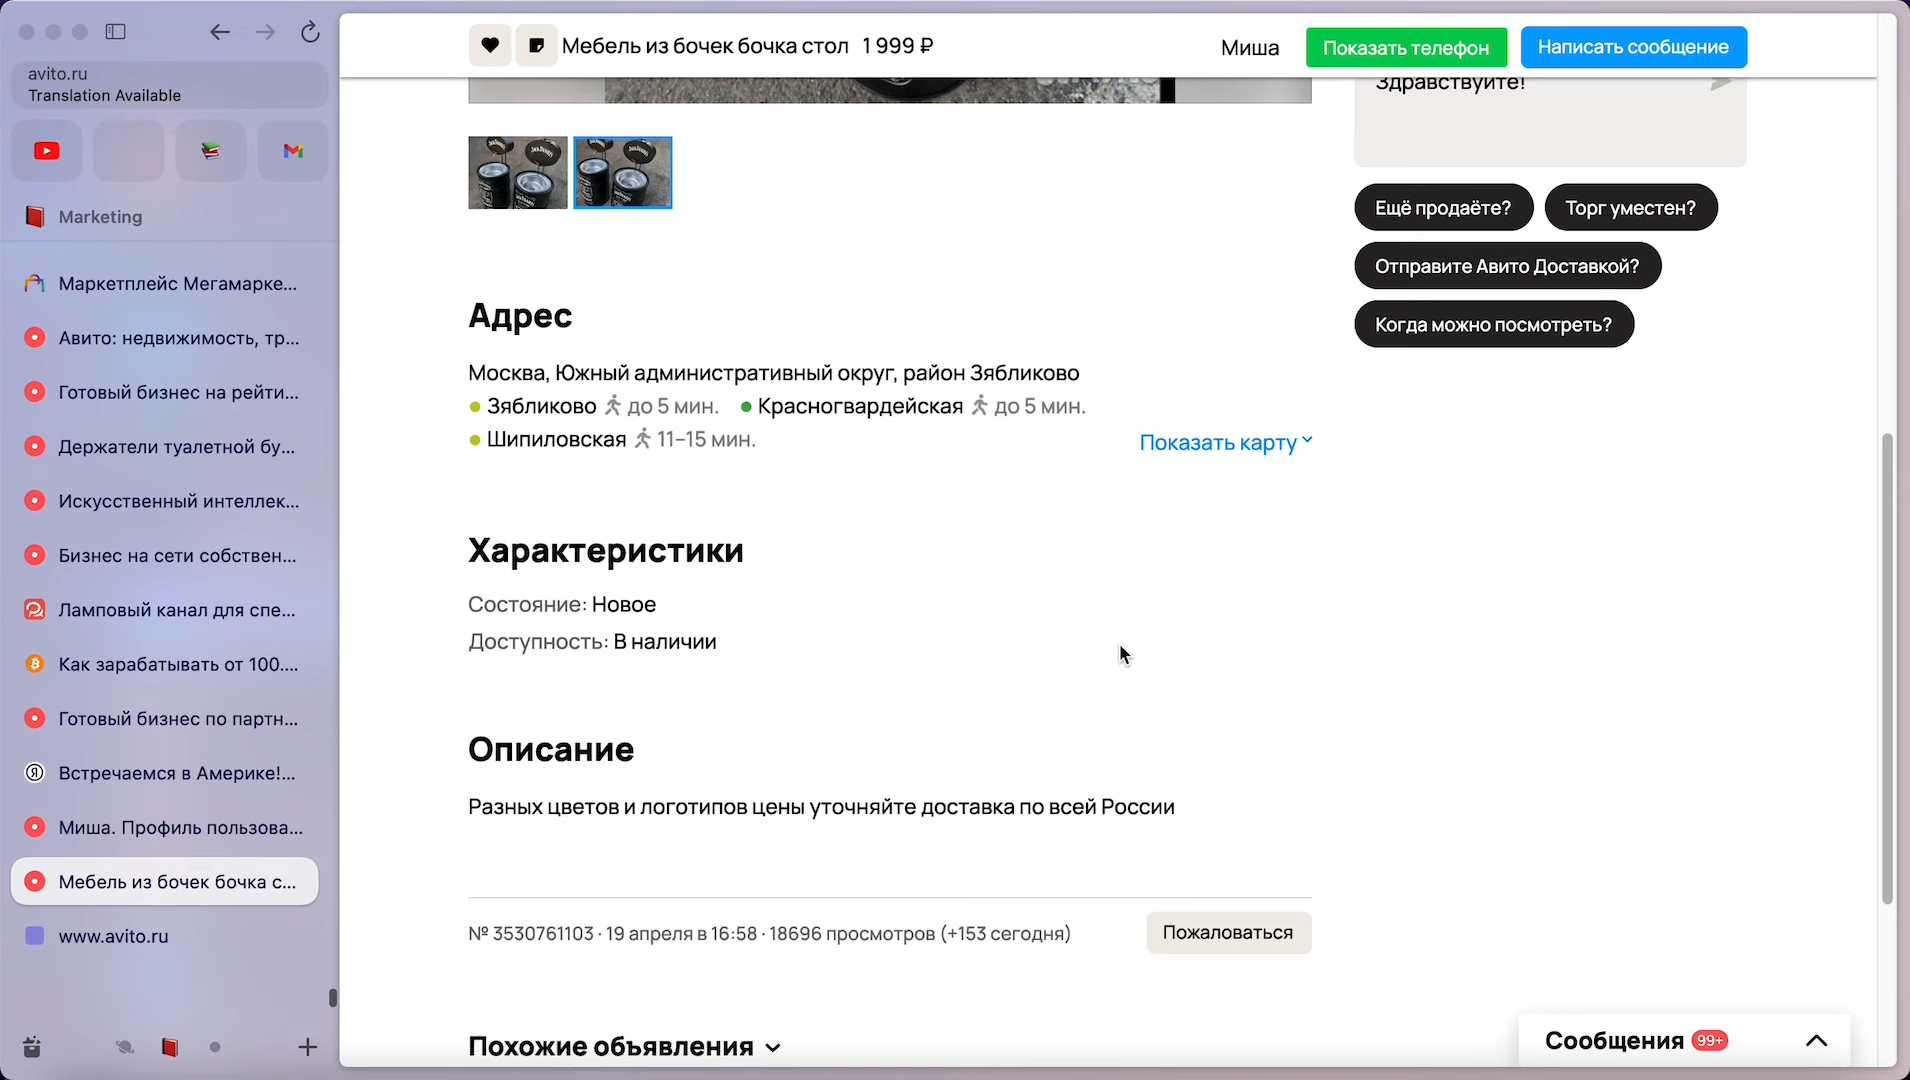 avito.ru
Translation Available
Marketing
Маркетплейс Мегамарке...
Авито: недвижимость, тр...
Готовый бизнес на рейти...
Держатели туалетной бу...
Искусственный интеллек...
Бизнес на сети собствен...
Ламповый канал для спе...
Как зарабатывать от 100....
Готовый бизнес по партн...
Встречаемся в Америке!...
Миша. Профиль пользова...
Мебель из бочек бочка с...
www.avito.ru
Мебель из бочек бочка стол 1 999 ₽
Миша
Показать телефон
Написать сообщение
Здравствуйте!
Ещё продаёте?
Торг уместен?
Отправите Авито Доставкой?
Когда можно посмотреть?
Адрес
Москва, Южный административный округ, район Зябликово
Зябликово до 5 мин. Красногвардейская до 5 мин.
Шипиловская 11–15 мин.
Показать карту
Характеристики
Состояние: Новое
Доступность: В наличии
Описание
Разных цветов и логотипов цены уточняйте доставка по всей России
№ 3530761103 · 19 апреля в 16:58 · 18696 просмотров (+153 сегодня)
Пожаловаться
Похожие объявления
Сообщения 99+